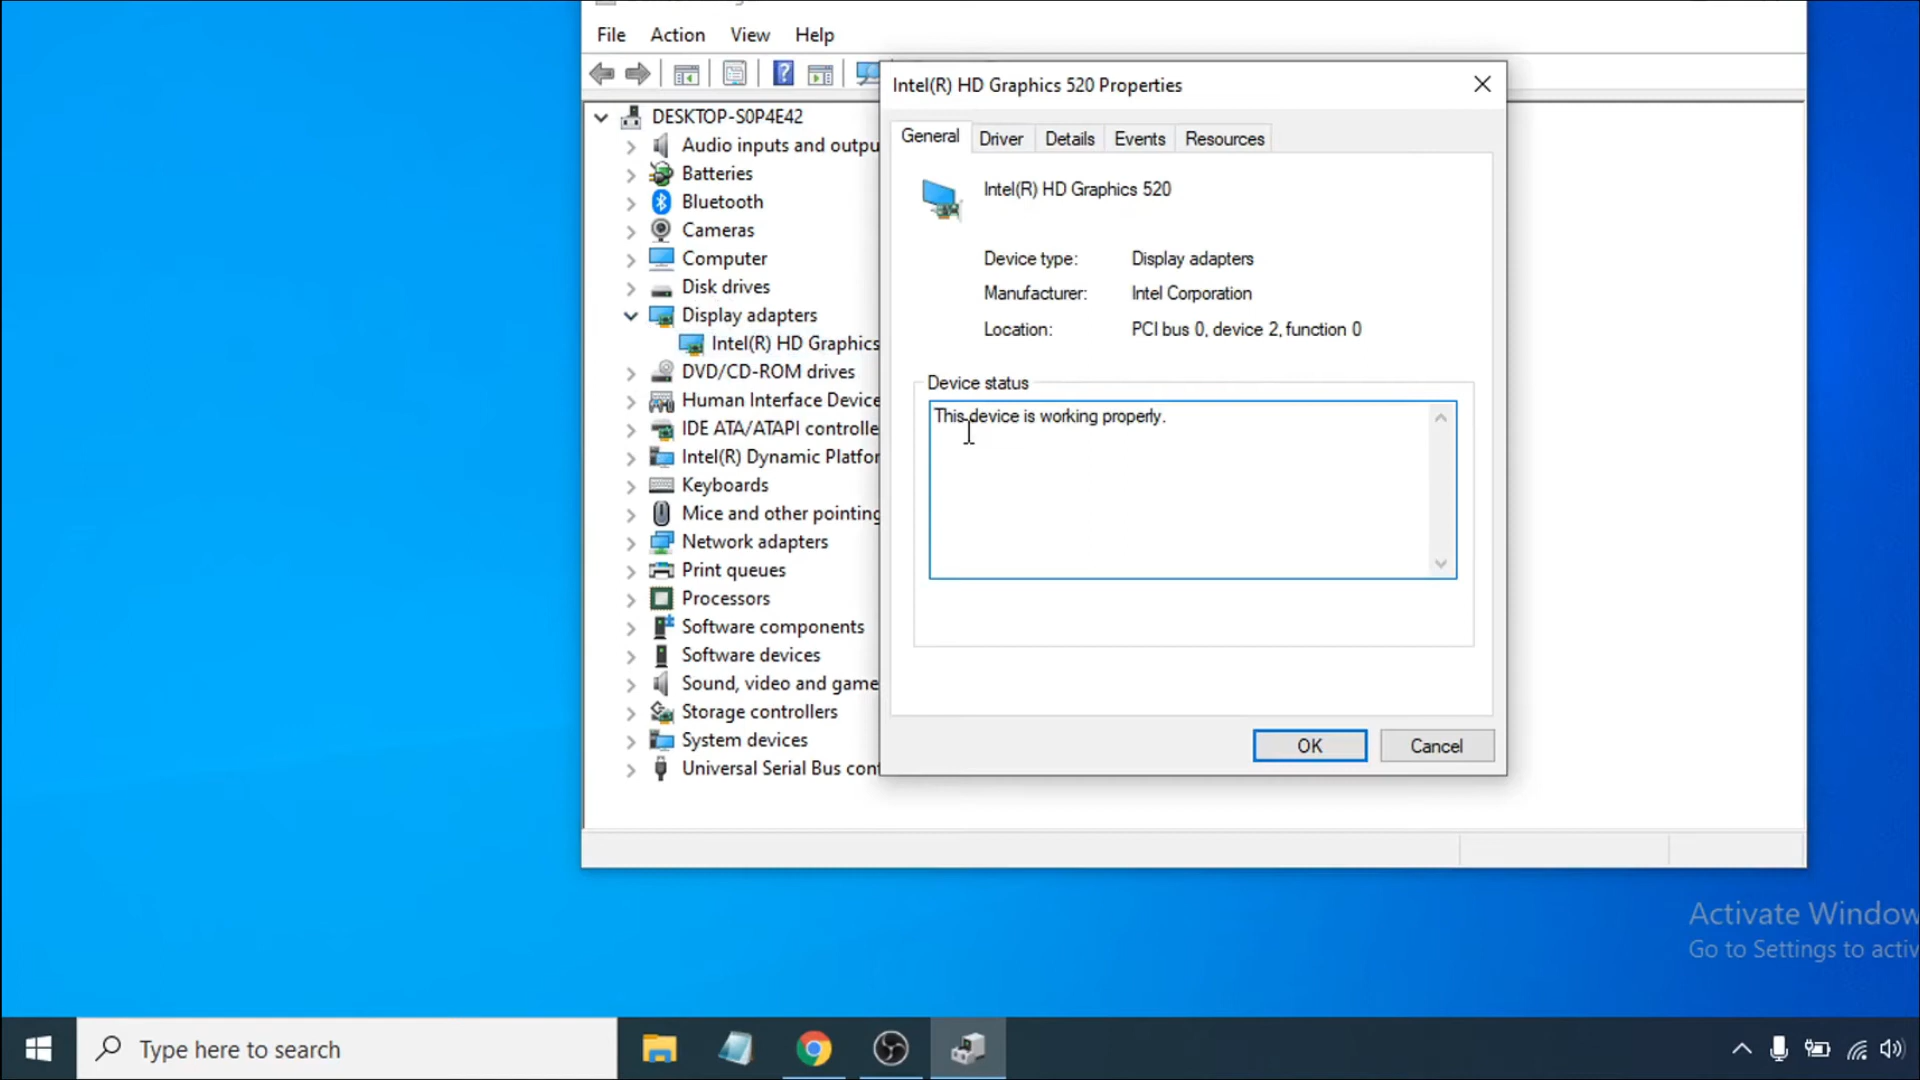 File Action View Help
Intel(R) HD Graphics 520 Properties
General Driver Details Events Resources
Intel(R) HD Graphics 520
Device type: Display adapters
Manufacturer: Intel Corporation
Location: PCI bus 0, device 2, function 0
Device status
This device is working properly.
OK Cancel
DESKTOP-S0P4E42
Audio inputs and outpu
Batteries
Bluetooth
Cameras
Computer
Disk drives
Display adapters
Intel(R) HD Graphics
DVD/CD-ROM drives
Human Interface Device
IDE ATA/ATAPI controlle
Intel(R) Dynamic Platfor
Keyboards
Mice and other pointing
Network adapters
Print queues
Processors
Software components
Software devices
Sound, video and game
Storage controllers
System devices
Universal Serial Bus con
Activate Window
Go to Settings to activ
Type here to search